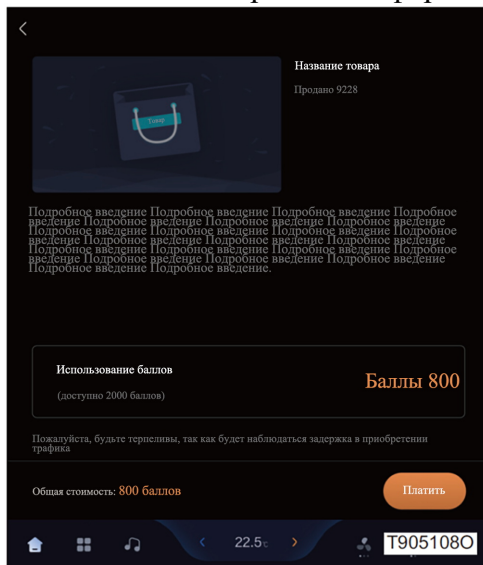 Название товара
Продано 9228
Товар
Подробное введение Подробное введение Подробное введение Подробное
введение Подробное введение Подробное введение Подробное введение
Подробное введение Подробное введение Подробное введение Подробное
введение Подробное введение Подробное введение Подробное введение
Подробное введение Подробное введение Подробное введение Подробное
введение Подробное введение Подробное введение Подробное введение
Подробное введение Подробное введение.
Использование баллов
(доступно 2000 баллов)
Баллы 800
Пожалуйста, будьте терпеливы, так как будет наблюдаться задержка в приобретении
трафика
Общая стоимость: 800 баллов
Платить
22.5℃
T905108O